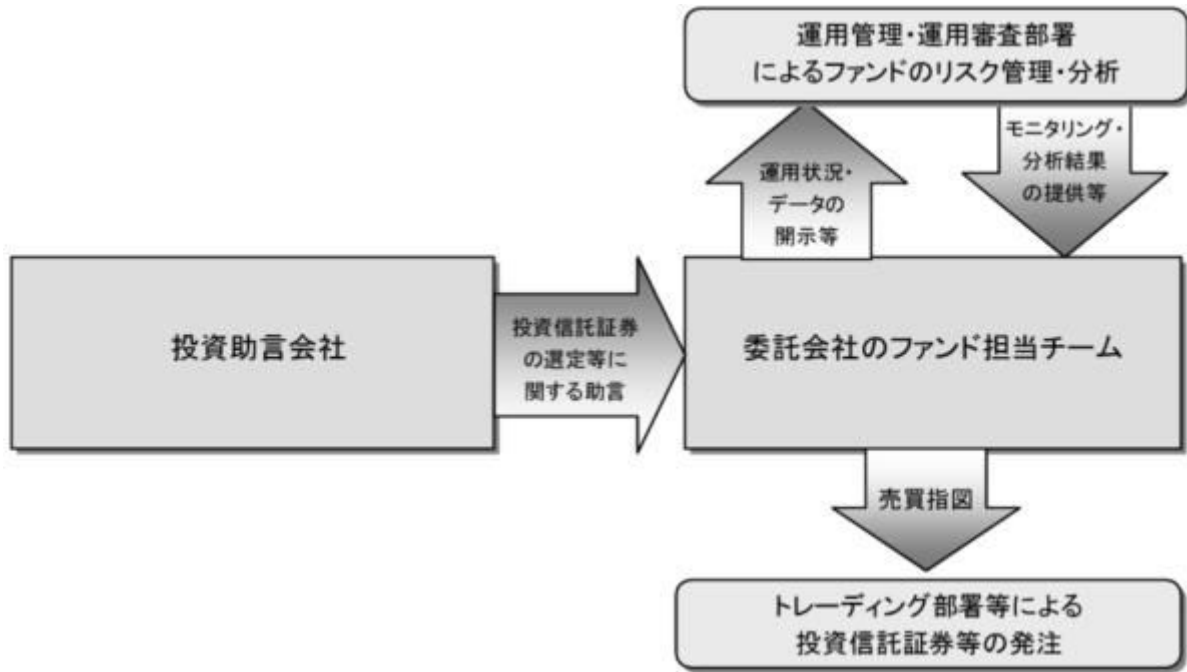 運用管理・運用審査部署
によるファンドのリスク管理・分析
運用状況・
データの
開示等
モニタリング・
分析結果
の提供等
投資助言会社
投資信託証券
の選定等に
関する助言
委託会社のファンド担当チーム
売買指図
トレーディング部署等による
投資信託証券等の発注